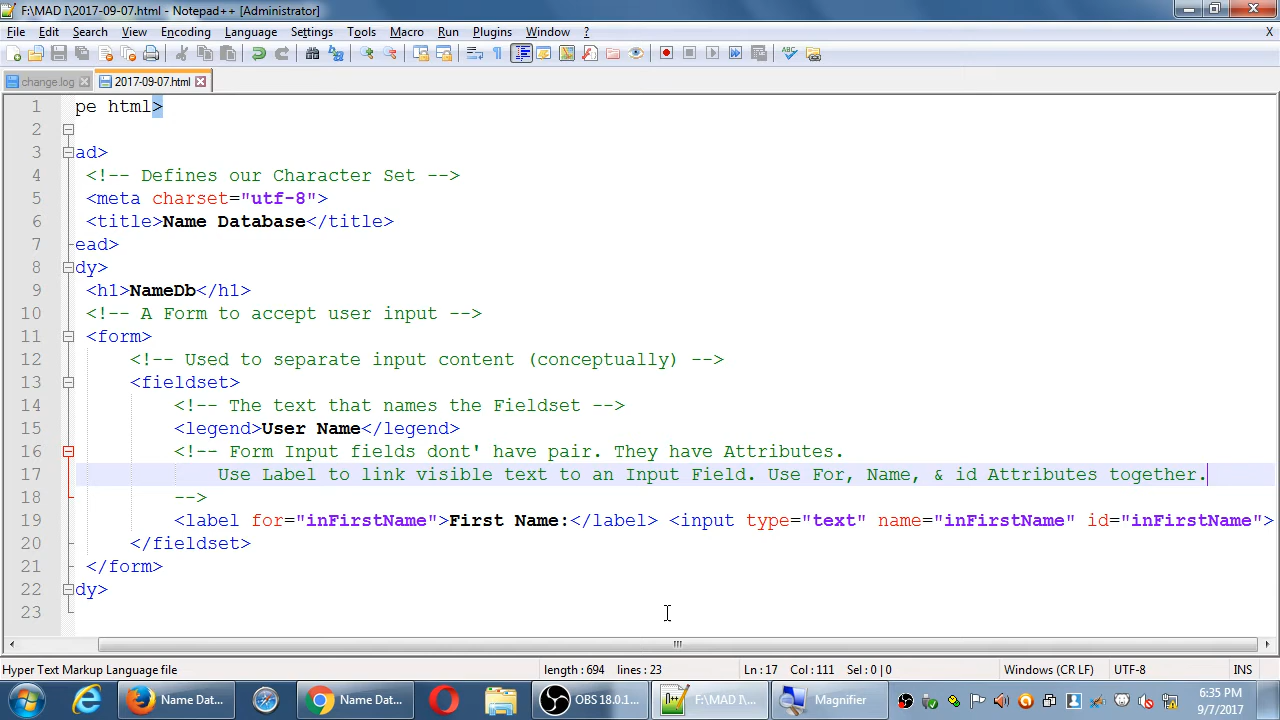 F:\MAD I\2017-09-07.html - Notepad++ [Administrator]
File Edit Search View Encoding Language Settings Tools Macro Run Plugins Window ? X
change.log 2017-09-07.html
1 pe html>
2
3 ad>
4 <!-- Defines our Character Set -->
5 <meta charset="utf-8">
6 <title>Name Database</title>
7 ead>
8 dy>
9 <h1>NameDb</h1>
10 <!-- A Form to accept user input -->
11 <form>
12 <!-- Used to separate input content (conceptually) -->
13 <fieldset>
14 <!-- The text that names the Fieldset -->
15 <legend>User Name</legend>
16 <!-- Form Input fields dont' have pair. They have Attributes.
17 Use Label to link visible text to an Input Field. Use For, Name, & id Attributes together.
18 -->
19 <label for="inFirstName">First Name:</label> <input type="text" name="inFirstName" id="inFirstName">
20 </fieldset>
21 </form>
22 dy>
23
Hyper Text Markup Language file length : 694 lines : 23 Ln : 17 Col : 111 Sel : 0 | 0 Windows (CR LF) UTF-8 INS
Name Dat... Name Dat... OBS 18.0.1... F:\MAD I\... Magnifier 6:35 PM
9/7/2017